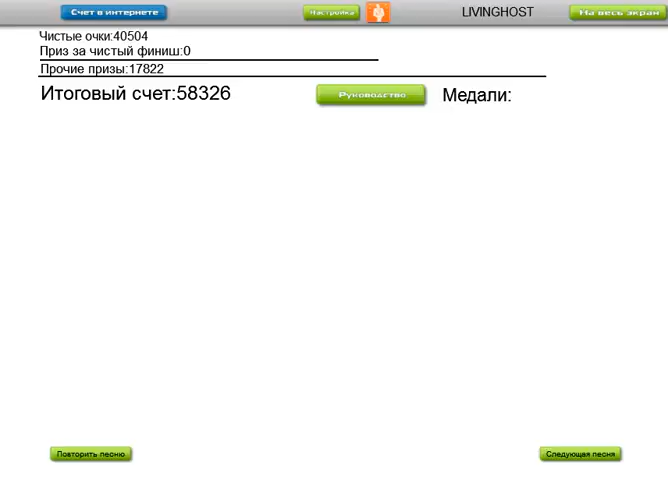 Счет в интернете
Настройка
LIVINGHOST
На весь экран
Чистые очки:40504
Приз за чистый финиш:0
Прочие призы:17822
Итоговый счет:58326
Руководство
Медали:
Повторить песню
Следующая песня